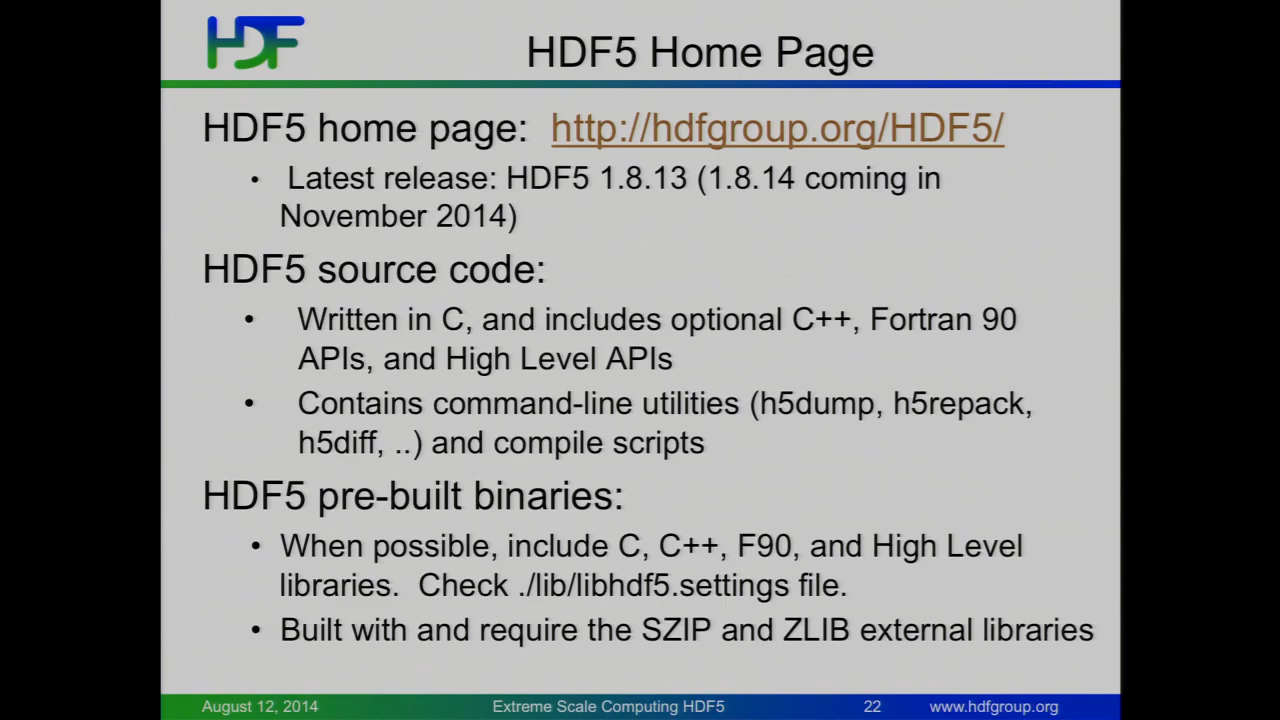 HDF
HDF5 Home Page
HDF5 home page: http://hdfgroup.org/HDF5/
• Latest release: HDF5 1.8.13 (1.8.14 coming in
November 2014)
HDF5 source code:
• Written in C, and includes optional C++, Fortran 90
APIs, and High Level APIs
• Contains command-line utilities (h5dump, h5repack,
h5diff, ..) and compile scripts
HDF5 pre-built binaries:
• When possible, include C, C++, F90, and High Level
libraries. Check ./lib/libhdf5.settings file.
• Built with and require the SZIP and ZLIB external libraries
August 12, 2014 Extreme Scale Computing HDF5 22 www.hdfgroup.org